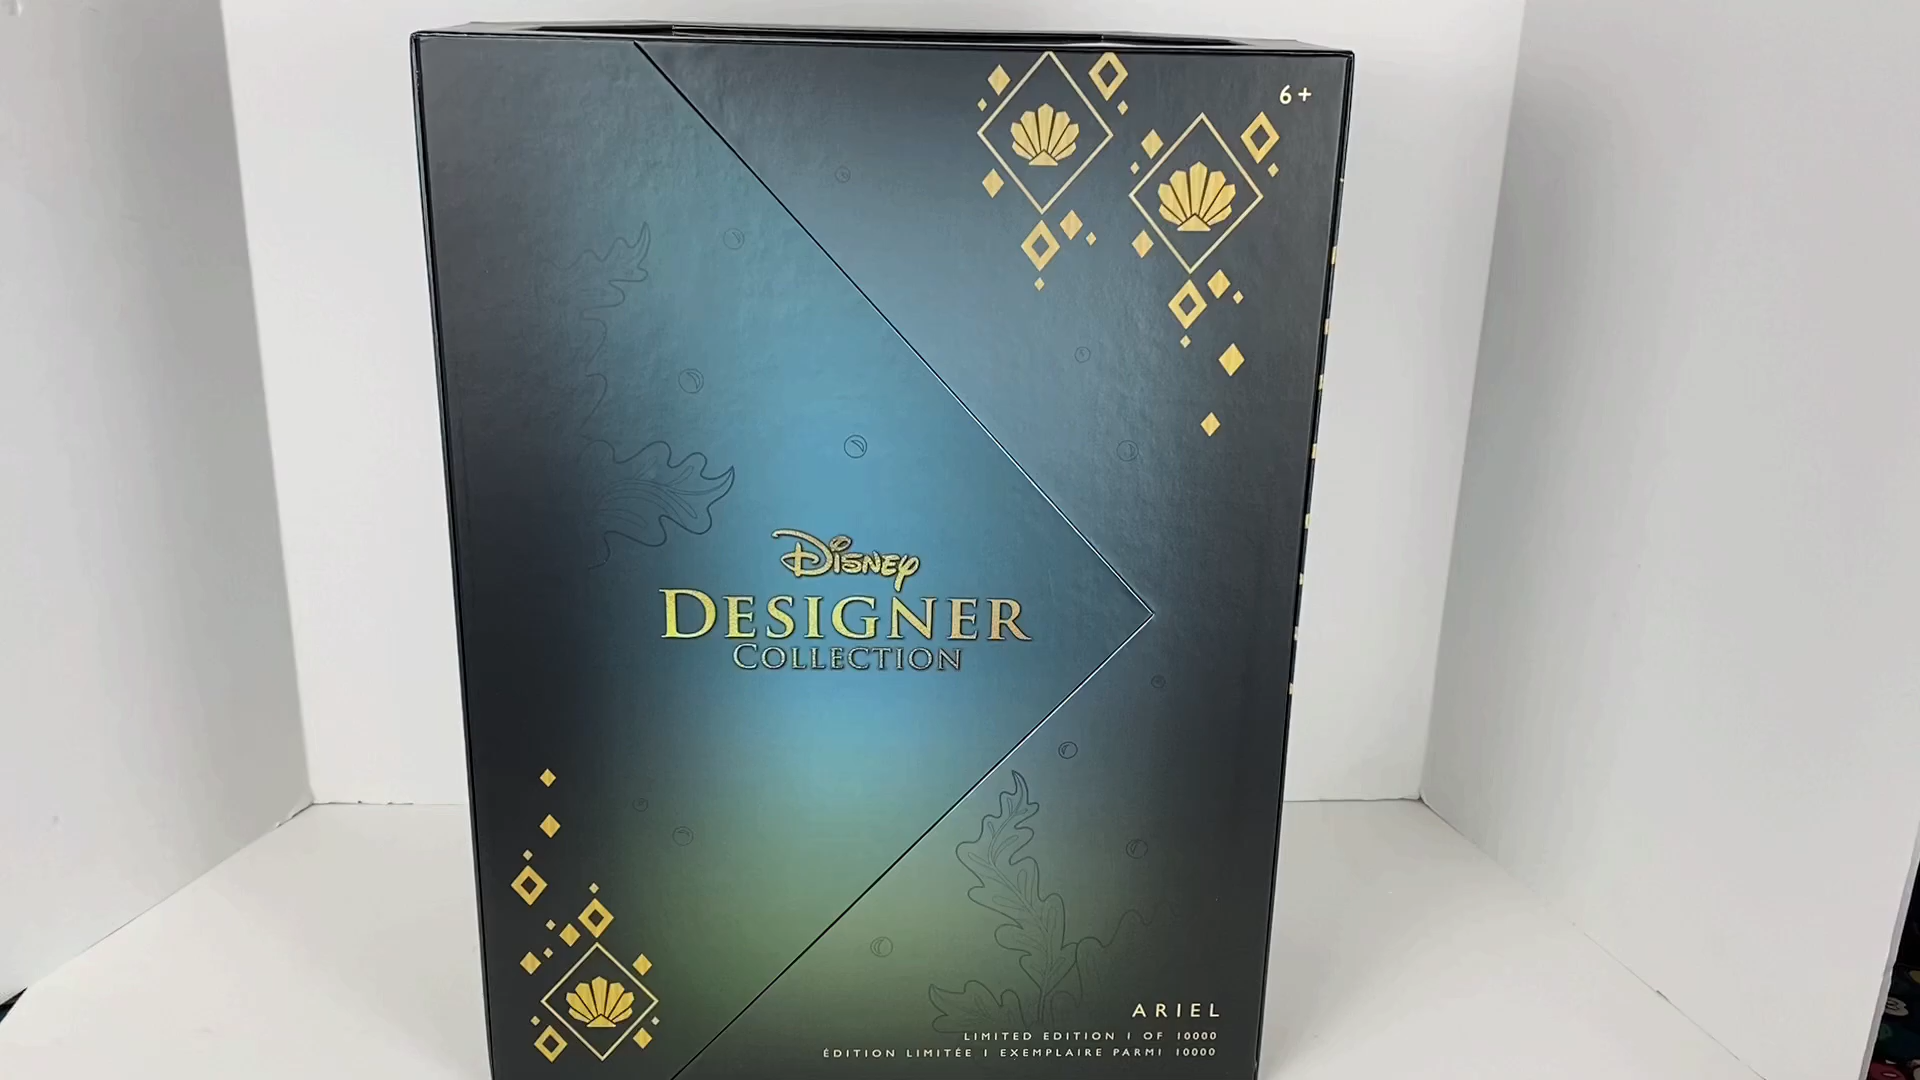 6+
Disney
DESIGNER
COLLECTION
ARIEL
LIMITED EDITION 1 OF 10000
ÉDITION LIMITÉE 1 EXEMPLAIRE PARMI 10000